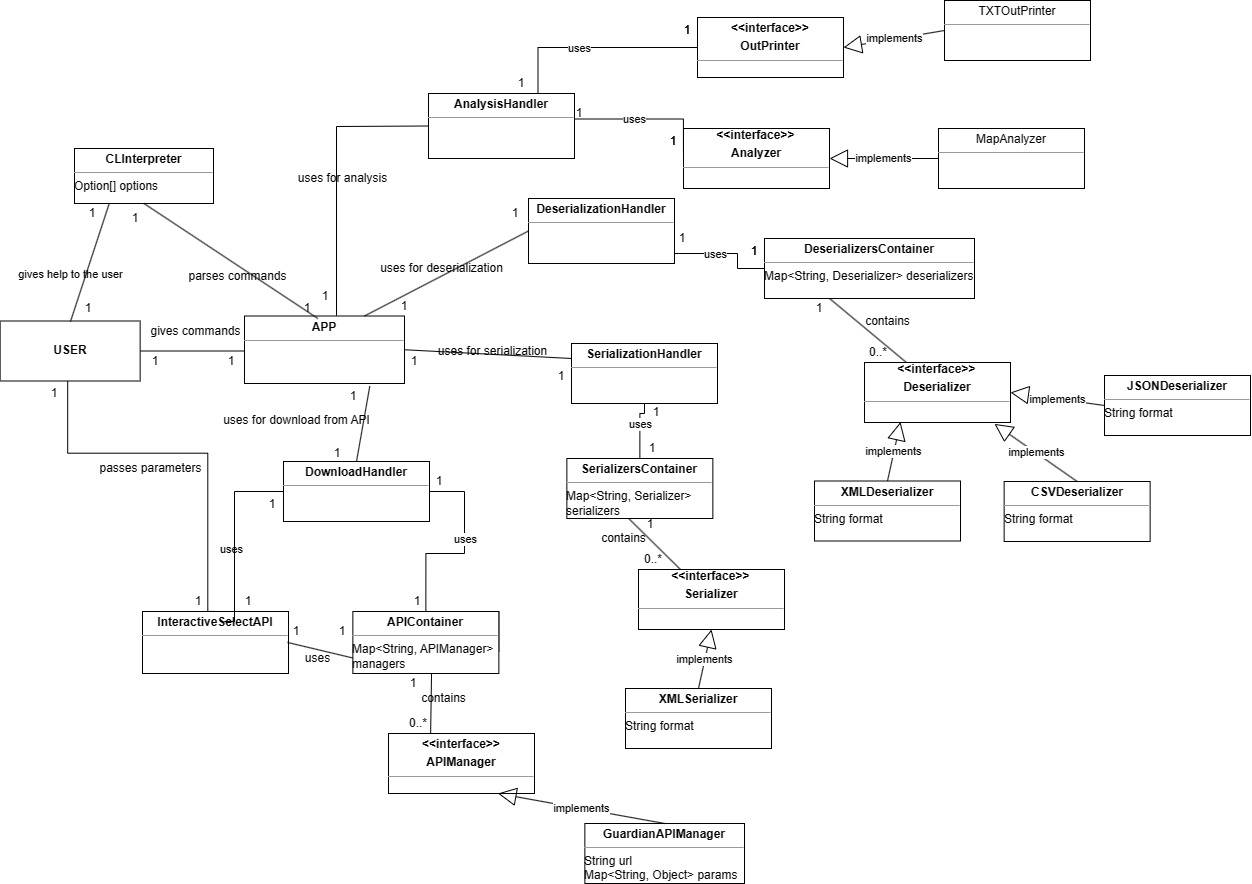 TXTOutPrinter
<<interface>>
OutPrinter
1
implements
uses
1
AnalysisHandler
1
uses
1
<<interface>>
Analyzer
implements
MapAnalyzer
CLInterpreter
Option[] options
1
1
uses for analysis
DeserializationHandler
1
1
uses
1
DeserializersContainer
Map<String, Deserializer> deserializers
gives help to the user
parses commands
uses for deserialization
1
1
1
1
1
contains
0..*
USER
gives commands
1
1
APP
1
uses for serialization
1
SerializationHandler
<<interface>>
Deserializer
implements
JSONDeserializer
String format
1
1
uses for download from API
1
1
uses
1
implements
implements
passes parameters
DownloadHandler
1
1
SerializersContainer
Map<String, Serializer>
serializers
1
contains
0..*
XMLDeserializer
String format
CSVDeserializer
String format
uses
uses
<<interface>>
Serializer
1
1
1
InteractiveSelectAPI
1
uses
1
APIContainer
Map<String, APIManager>
managers
implements
1
contains
0..*
XMLSerializer
String format
<<interface>>
APIManager
implements
GuardianAPIManager
String url
Map<String, Object> params